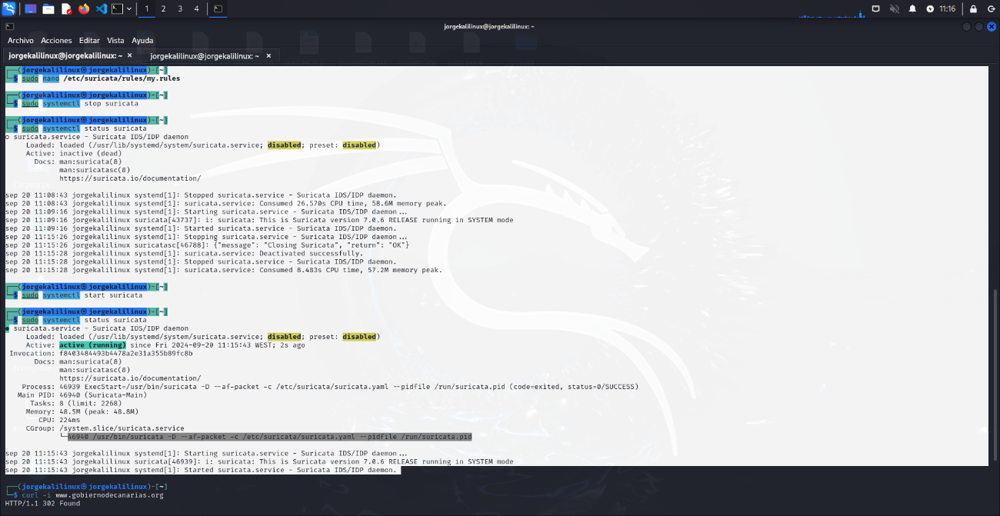 1 2 3 4
11:16
jorgekalilinux@jorgekalilinux: ~
Archivo Acciones Editar Vista Ayuda
jorgekalilinux@jorgekalilinux: ~ × jorgekalilinux@jorgekalilinux: ~ ×
┌──(jorgekalilinux㉿jorgekalilinux)-[~]
└─$ sudo nano /etc/suricata/rules/my.rules
┌──(jorgekalilinux㉿jorgekalilinux)-[~]
└─$ sudo systemctl stop suricata
┌──(jorgekalilinux㉿jorgekalilinux)-[~]
└─$ sudo systemctl status suricata
○ suricata.service - Suricata IDS/IDP daemon
Loaded: loaded (/usr/lib/systemd/system/suricata.service; disabled; preset: disabled)
Active: inactive (dead)
Docs: man:suricata(8)
man:suricatasc(8)
https://suricata.io/documentation/
sep 20 11:08:43 jorgekalilinux systemd[1]: Stopped suricata.service - Suricata IDS/IDP daemon.
sep 20 11:08:43 jorgekalilinux systemd[1]: suricata.service: Consumed 26.570s CPU time, 58.6M memory peak.
sep 20 11:09:16 jorgekalilinux systemd[1]: Starting suricata.service - Suricata IDS/IDP daemon...
sep 20 11:09:16 jorgekalilinux suricata[43737]: i: suricata: This is Suricata version 7.0.6 RELEASE running in SYSTEM mode
sep 20 11:09:16 jorgekalilinux systemd[1]: Started suricata.service - Suricata IDS/IDP daemon.
sep 20 11:15:26 jorgekalilinux systemd[1]: Stopping suricata.service - Suricata IDS/IDP daemon...
sep 20 11:15:26 jorgekalilinux suricatasc[46788]: {"message": "Closing Suricata", "return": "OK"}
sep 20 11:15:28 jorgekalilinux systemd[1]: suricata.service: Deactivated successfully.
sep 20 11:15:28 jorgekalilinux systemd[1]: Stopped suricata.service - Suricata IDS/IDP daemon.
sep 20 11:15:28 jorgekalilinux systemd[1]: suricata.service: Consumed 8.483s CPU time, 57.2M memory peak.
┌──(jorgekalilinux㉿jorgekalilinux)-[~]
└─$ sudo systemctl start suricata
┌──(jorgekalilinux㉿jorgekalilinux)-[~]
└─$ sudo systemctl status suricata
● suricata.service - Suricata IDS/IDP daemon
Loaded: loaded (/usr/lib/systemd/system/suricata.service; disabled; preset: disabled)
Active: active (running) since Fri 2024-09-20 11:15:43 WEST; 2s ago
Invocation: f8403484493b4478a2e31a355b89fc8b
Docs: man:suricata(8)
man:suricatasc(8)
https://suricata.io/documentation/
Process: 46939 ExecStart=/usr/bin/suricata -D --af-packet -c /etc/suricata/suricata.yaml --pidfile /run/suricata.pid (code=exited, status=0/SUCCESS)
Main PID: 46940 (Suricata-Main)
Tasks: 8 (limit: 2268)
Memory: 48.5M (peak: 48.8M)
CPU: 224ms
CGroup: /system.slice/suricata.service
└─46940 /usr/bin/suricata -D --af-packet -c /etc/suricata/suricata.yaml --pidfile /run/suricata.pid
sep 20 11:15:43 jorgekalilinux systemd[1]: Starting suricata.service - Suricata IDS/IDP daemon...
sep 20 11:15:43 jorgekalilinux suricata[46939]: i: suricata: This is Suricata version 7.0.6 RELEASE running in SYSTEM mode
sep 20 11:15:43 jorgekalilinux systemd[1]: Started suricata.service - Suricata IDS/IDP daemon.
┌──(jorgekalilinux㉿jorgekalilinux)-[~]
└─$ curl -i www.gobiernodecanarias.org
HTTP/1.1 302 Found